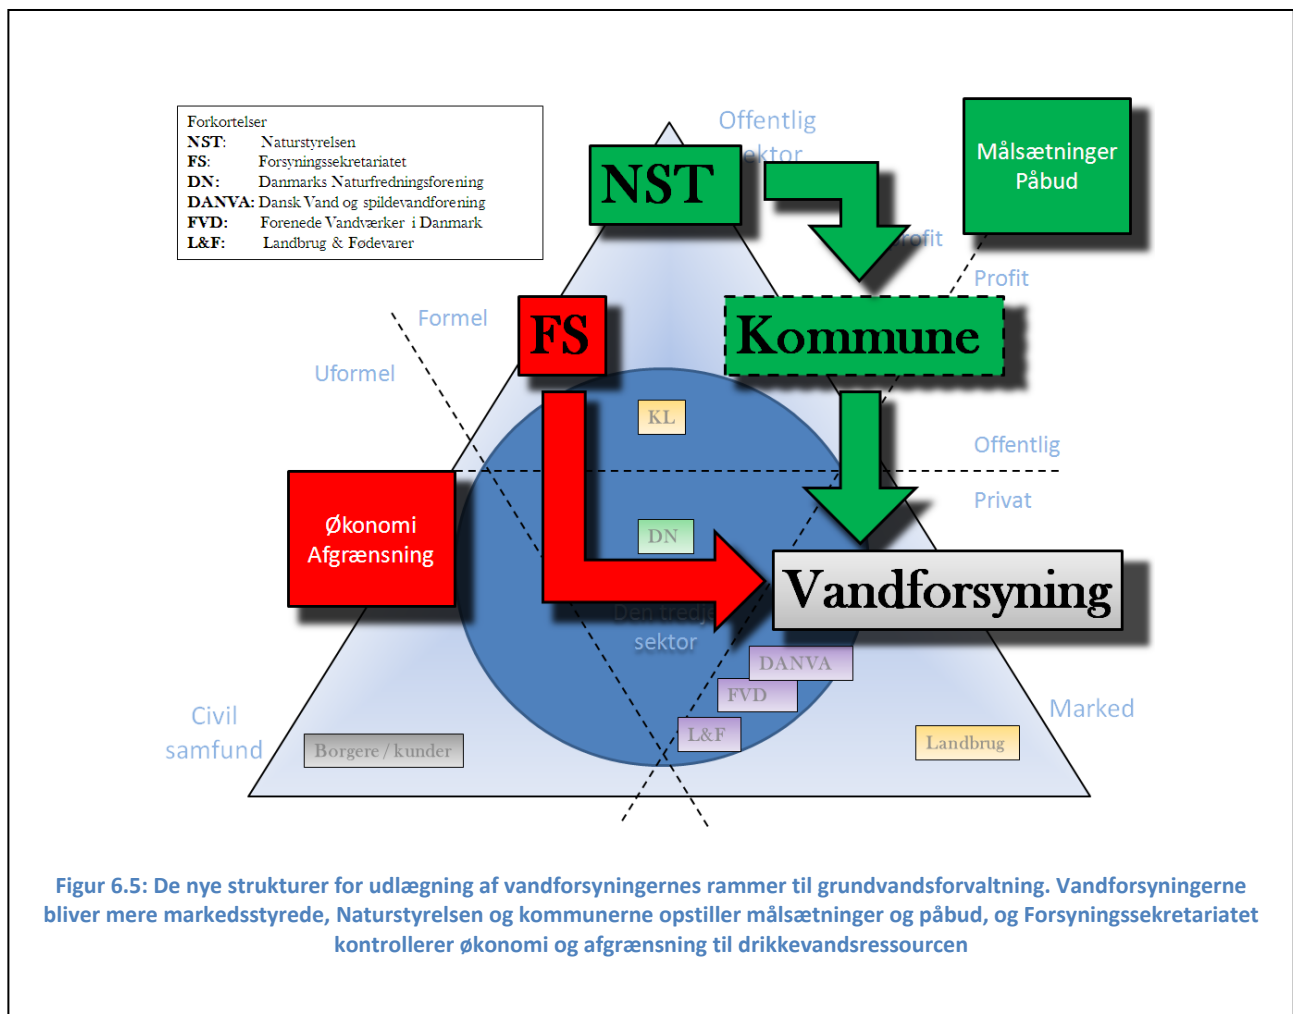 Forkortelser
NST: Naturstyrelsen
FS: Forsyningssekretariatet
DN: Danmarks Naturfredningsforening
DANVA: Dansk Vand og spildevandforening
FVD: Forenede Vandværker i Danmark
L&F: Landbrug & Fødevarer
Offentlig
sektor
NST
Målsætninger
Påbud
profit
Profit
Formel
Uformel
FS
Kommune
KL
Offentlig
Privat
Økonomi
Afgrænsning
DN
Vandforsyning
Den tredje
sektor
DANVA
FVD
L&F
Civil
samfund
Borgere / kunder
Marked
Landbrug
Figur 6.5: De nye strukturer for udlægning af vandforsyningernes rammer til grundvandsforvaltning. Vandforsyningerne
bliver mere markedsstyrede, Naturstyrelsen og kommunerne opstiller målsætninger og påbud, og Forsyningssekretariatet
kontrollerer økonomi og afgrænsning til drikkevandsressourcen